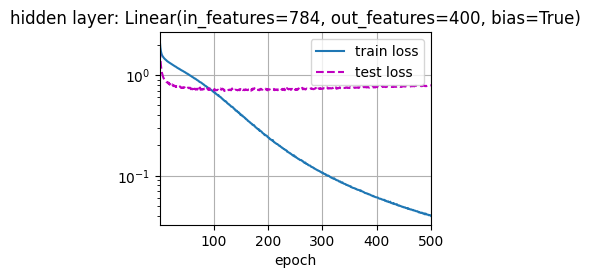 hidden layer: Linear(in_features=784, out_features=400, bias=True)
train loss
test loss
10⁰
10⁻¹
100 200 300 400 500
epoch